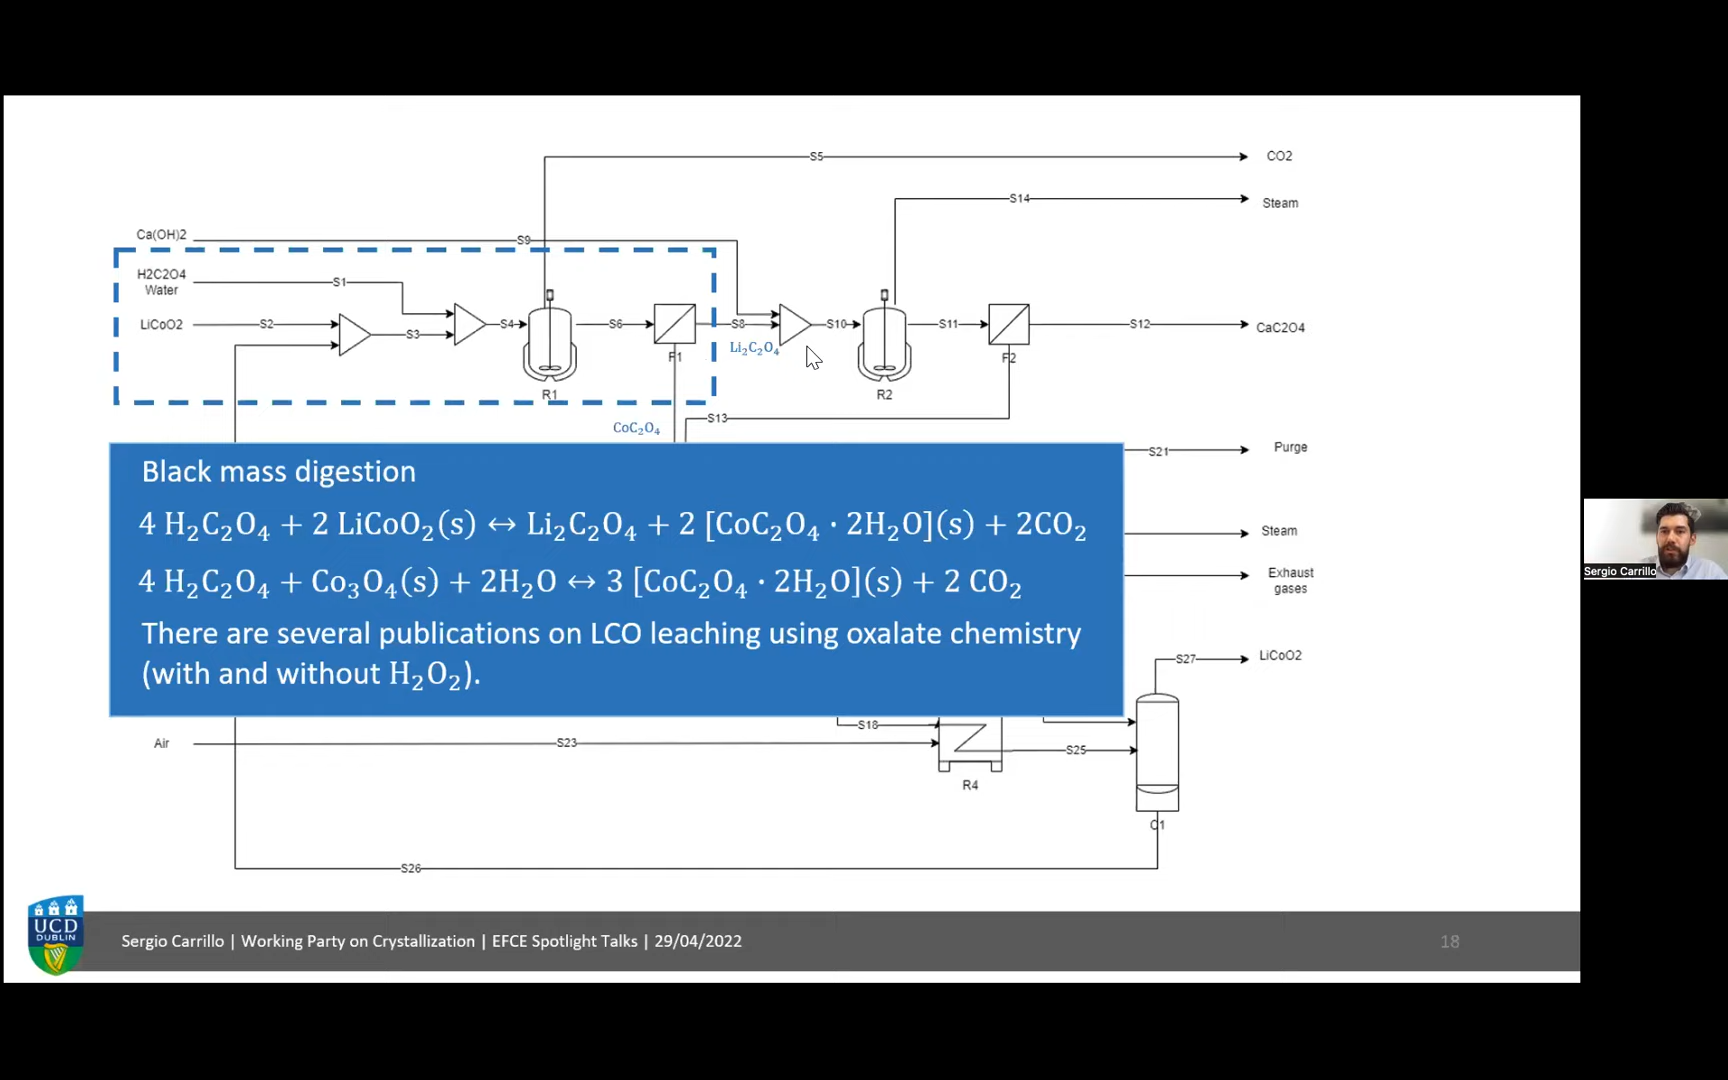 S5
CO2
S14
Steam
Ca(OH)2
S9
H2C2O4
Water
S1
LiCoO2
S2
S3
S4
S6
S8
S10
S11
S12
CaC2O4
Li₂C₂O₄
F1
F2
R1
R2
S13
CoC₂O₄
Black mass digestion
4 H₂C₂O₄ + 2 LiCoO₂(s) ↔ Li₂C₂O₄ + 2 [CoC₂O₄ · 2H₂O](s) + 2CO₂
4 H₂C₂O₄ + Co₃O₄(s) + 2H₂O ↔ 3 [CoC₂O₄ · 2H₂O](s) + 2 CO₂
There are several publications on LCO leaching using oxalate chemistry
(with and without H₂O₂).
S21
Purge
Steam
Exhaust
gases
S27
LiCoO2
S18
Air
S23
S25
R4
C1
S26
UCD
DUBLIN
Sergio Carrillo | Working Party on Crystallization | EFCE Spotlight Talks | 29/04/2022
18
Sergio Carrillo